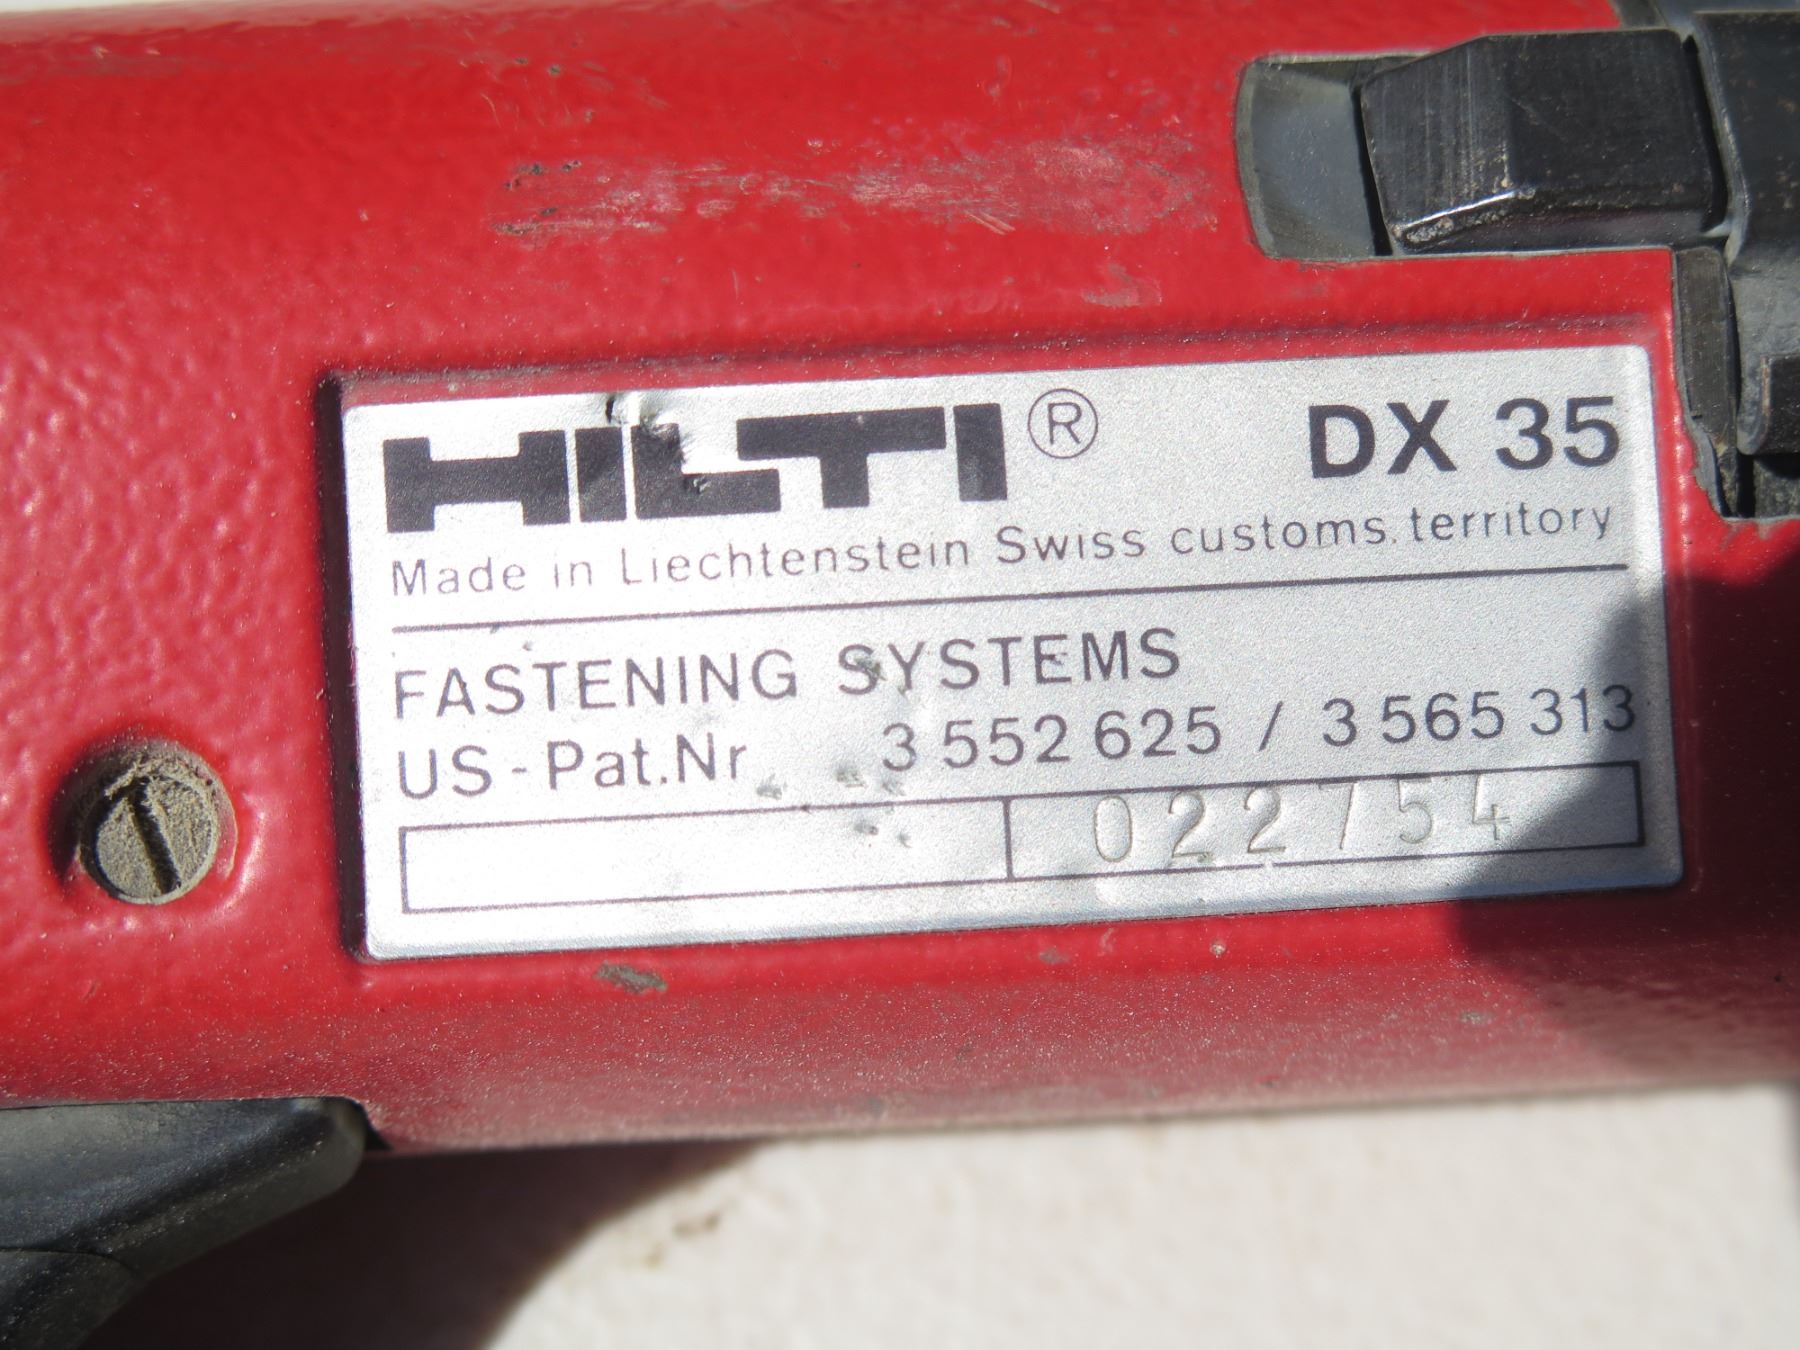 HILTI® DX 35
Made in Liechtenstein Swiss customs. territory
FASTENING SYSTEMS
US-Pat.Nr 3 552 625 / 3 565 313
022754